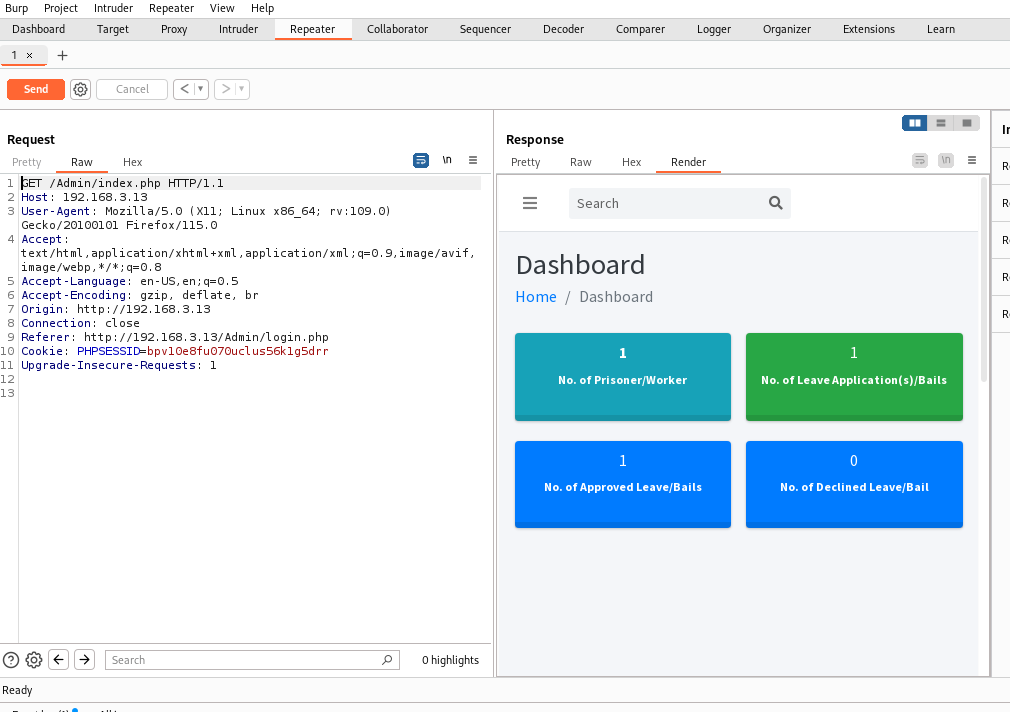 Burp Project Intruder Repeater View Help
Dashboard Target Proxy Intruder Repeater Collaborator Sequencer Decoder Comparer Logger Organizer Extensions Learn
1 × +
Send Cancel < >
Request
Pretty Raw Hex \n
1 GET /Admin/index.php HTTP/1.1
2 Host: 192.168.3.13
3 User-Agent: Mozilla/5.0 (X11; Linux x86_64; rv:109.0)
Gecko/20100101 Firefox/115.0
4 Accept:
text/html,application/xhtml+xml,application/xml;q=0.9,image/avif,
image/webp,*/*;q=0.8
5 Accept-Language: en-US,en;q=0.5
6 Accept-Encoding: gzip, deflate, br
7 Origin: http://192.168.3.13
8 Connection: close
9 Referer: http://192.168.3.13/Admin/login.php
10 Cookie: PHPSESSID=bpv10e8fu070uclus56k1g5drr
11 Upgrade-Insecure-Requests: 1
12
13
Search 0 highlights
Response
Pretty Raw Hex Render \n
Search
Dashboard
Home / Dashboard
1
No. of Prisoner/Worker
1
No. of Leave Application(s)/Bails
1
No. of Approved Leave/Bails
0
No. of Declined Leave/Bail
Ready